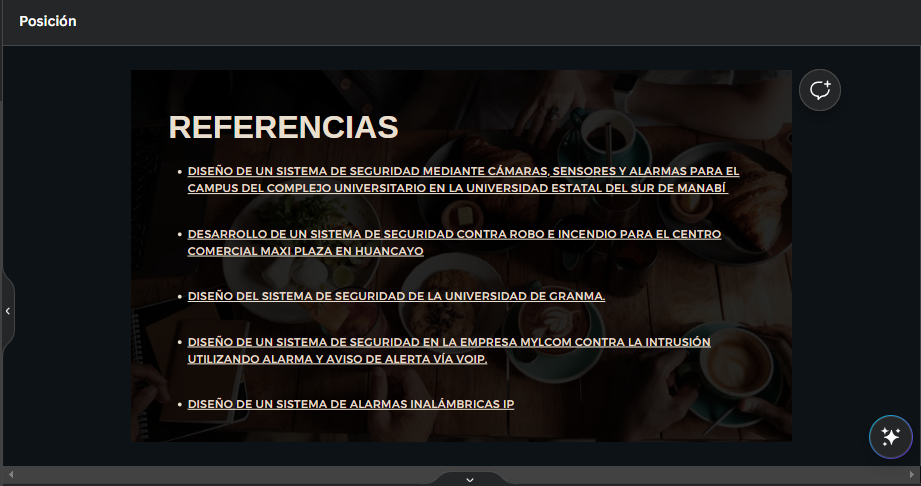 Posición
REFERENCIAS
• DISEÑO DE UN SISTEMA DE SEGURIDAD MEDIANTE CÁMARAS, SENSORES Y ALARMAS PARA EL
CAMPUS DEL COMPLEJO UNIVERSITARIO EN LA UNIVERSIDAD ESTATAL DEL SUR DE MANABÍ
• DESARROLLO DE UN SISTEMA DE SEGURIDAD CONTRA ROBO E INCENDIO PARA EL CENTRO
COMERCIAL MAXI PLAZA EN HUANCAYO
• DISEÑO DEL SISTEMA DE SEGURIDAD DE LA UNIVERSIDAD DE GRANMA.
• DISEÑO DE UN SISTEMA DE SEGURIDAD EN LA EMPRESA MYLCOM CONTRA LA INTRUSIÓN
UTILIZANDO ALARMA Y AVISO DE ALERTA VÍA VOIP.
• DISEÑO DE UN SISTEMA DE ALARMAS INALÁMBRICAS IP